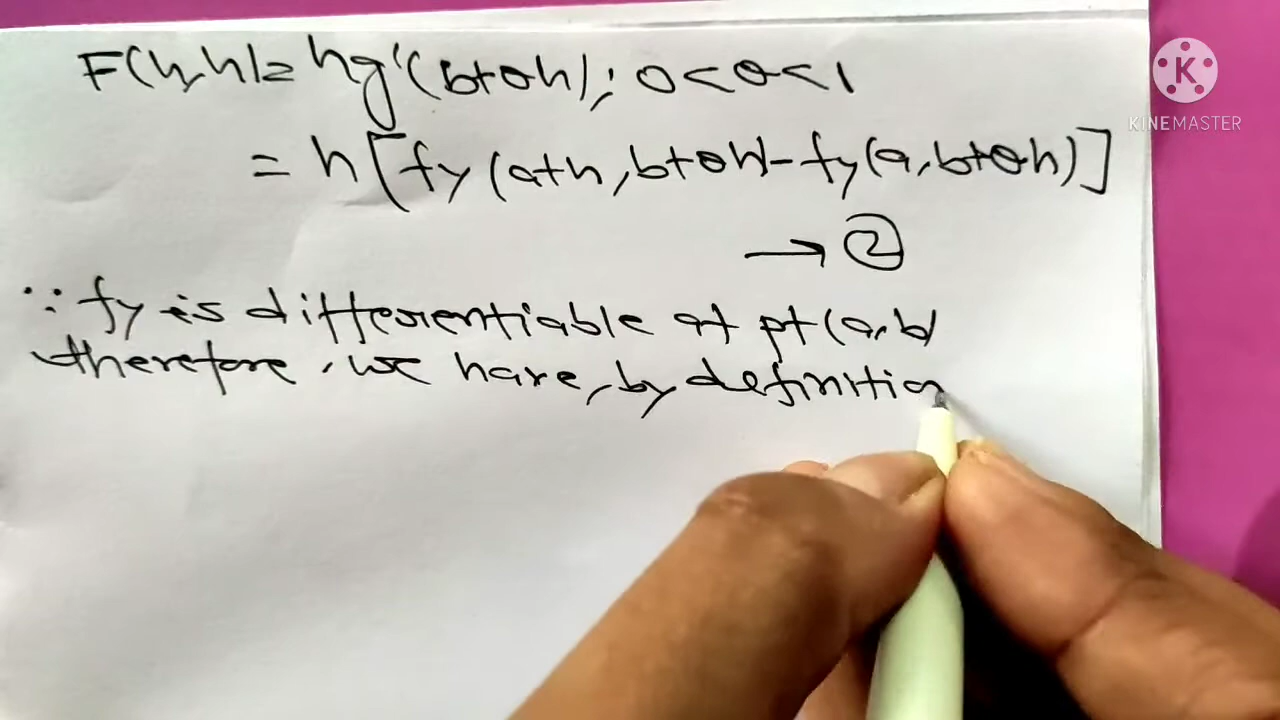 F(h,h)= hg'(b+θh); 0<θ<1
= h[fy(a+h,b+θh)-fy(a,b+θh)]
→ ②
∵ fy is differentiable at pt(a,b)
therefore, we have, by definition
K
KINEMASTER